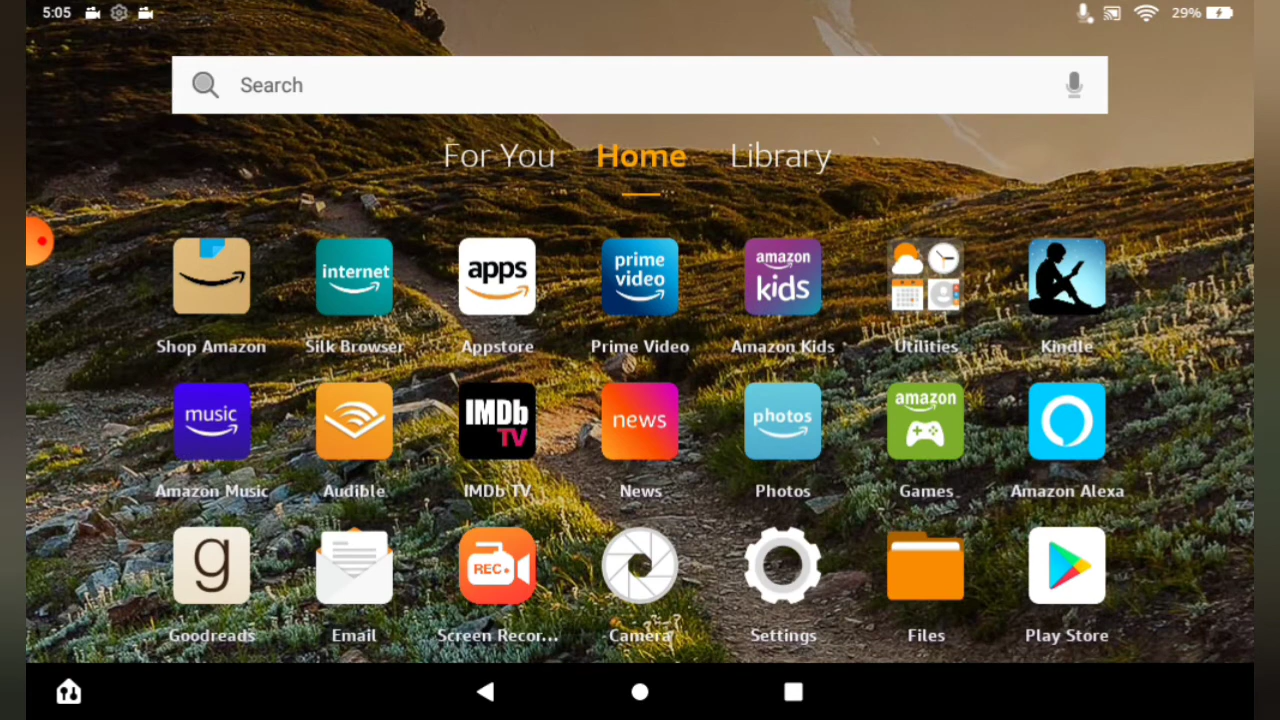 5:05 29%
Search
For You Home Library
internet apps prime video amazon kids
Shop Amazon Silk Browser Appstore Prime Video Amazon Kids Utilities Kindle
music IMDb TV news photos amazon
Amazon Music Audible IMDb TV News Photos Games Amazon Alexa
g REC
Goodreads Email Screen Recor... Camera Settings Files Play Store